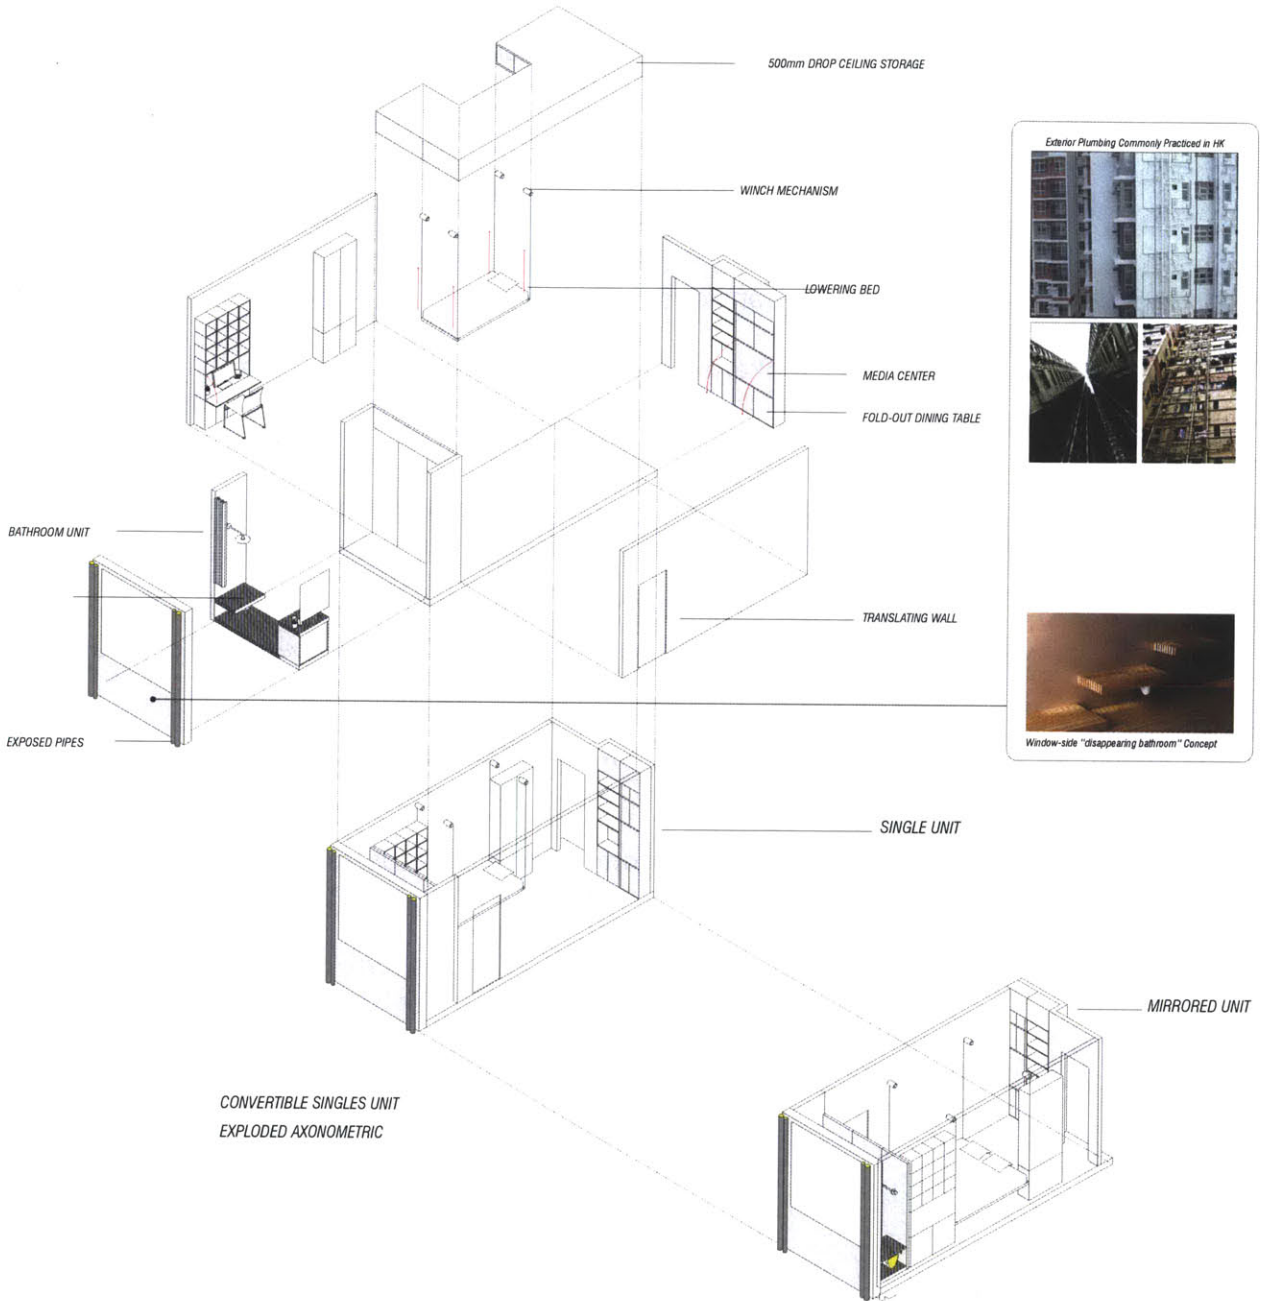 500mm DROP CEILING STORAGE
Exterior Plumbing Commonly Practiced in HK
WINCH MECHANISM
LOWERING BED
MEDIA CENTER
FOLD-OUT DINING TABLE
BATHROOM UNIT
TRANSLATING WALL
EXPOSED PIPES
Window-side "disappearing bathroom" Concept
SINGLE UNIT
MIRRORED UNIT
CONVERTIBLE SINGLES UNIT
EXPLODED AXONOMETRIC